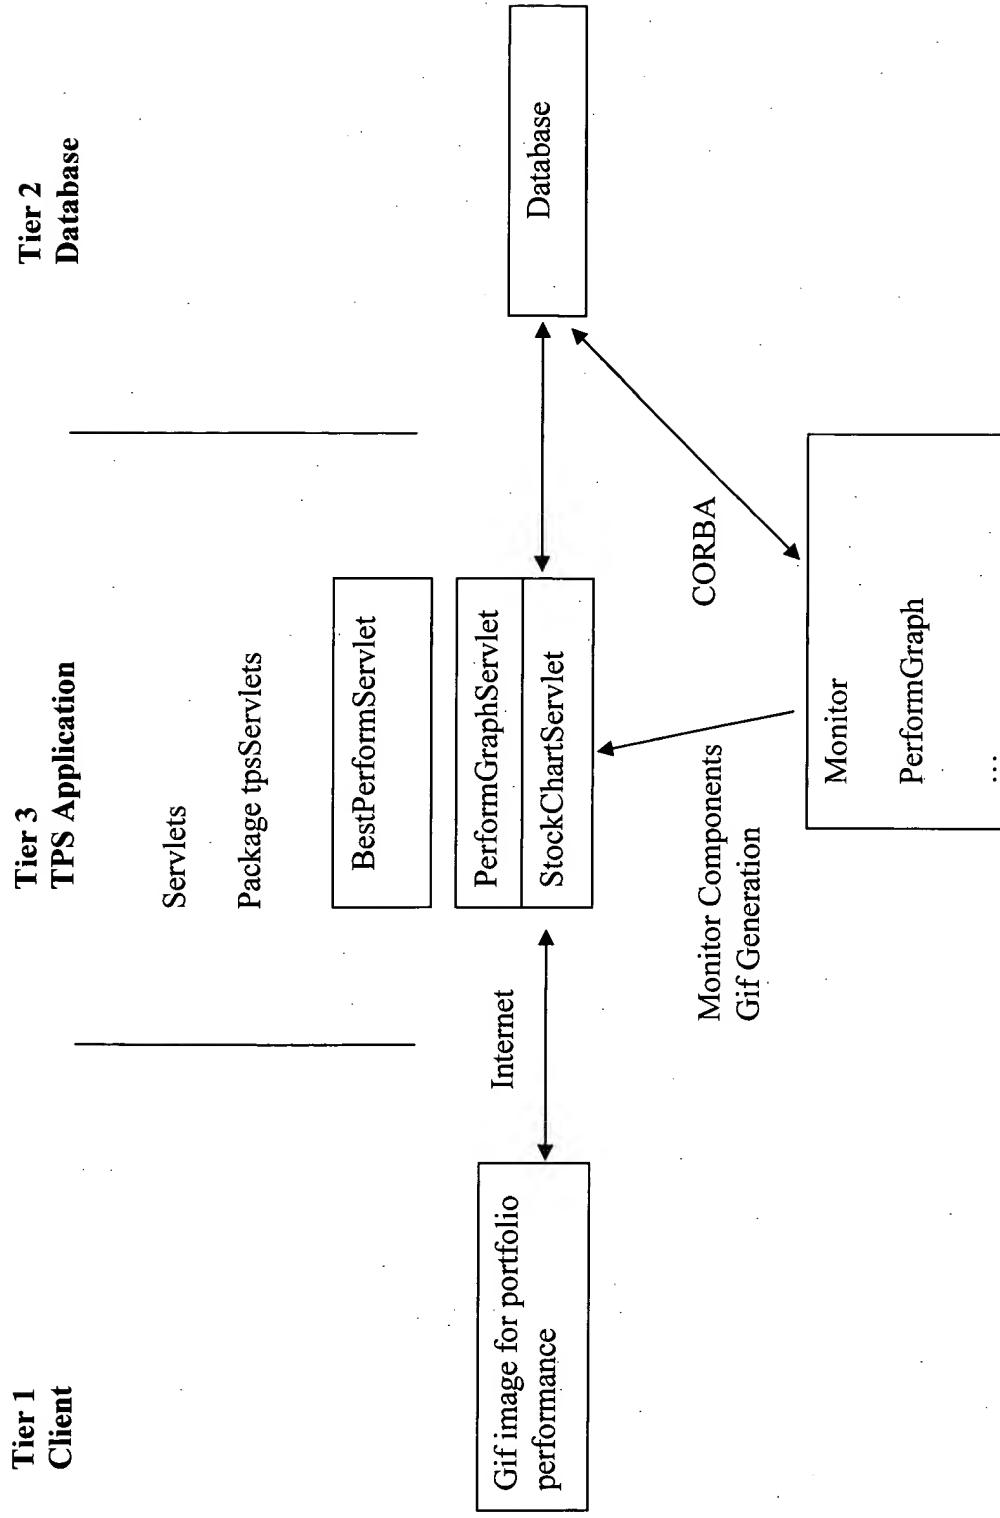 Tier 1
Client
Tier 3
TPS Application
Tier 2
Database
Servlets
Package tpsServlets
BestPerformServlet
PerformGraphServlet
StockChartServlet
Gif image for portfolio
performance
Internet
Database
Monitor Components
Gif Generation
CORBA
Monitor
PerformGraph
...